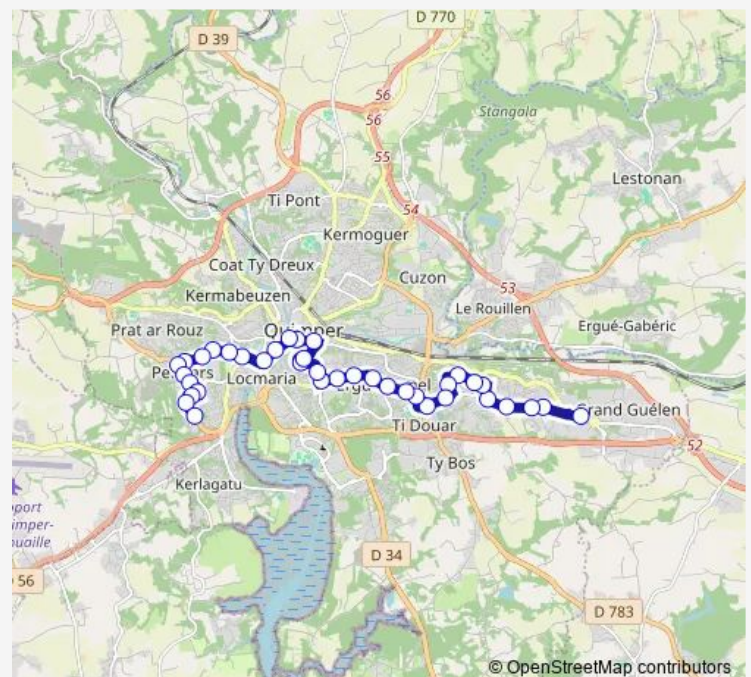 D 770
D 39
56
56
Stangala
55
Lestonan
Ti Pont
54
Kermoguer
Coat Ty Dreux
Cuzon
53
Kermabeuzen
Le Rouillen
Ergué-Gabéric
Prat ar Rouz
Quimper
Locmaria
Grand Guélen
Ti Douar
52
Ty Bos
Kerlagatu
D 34
56
D 783
© OpenStreetMap contributors